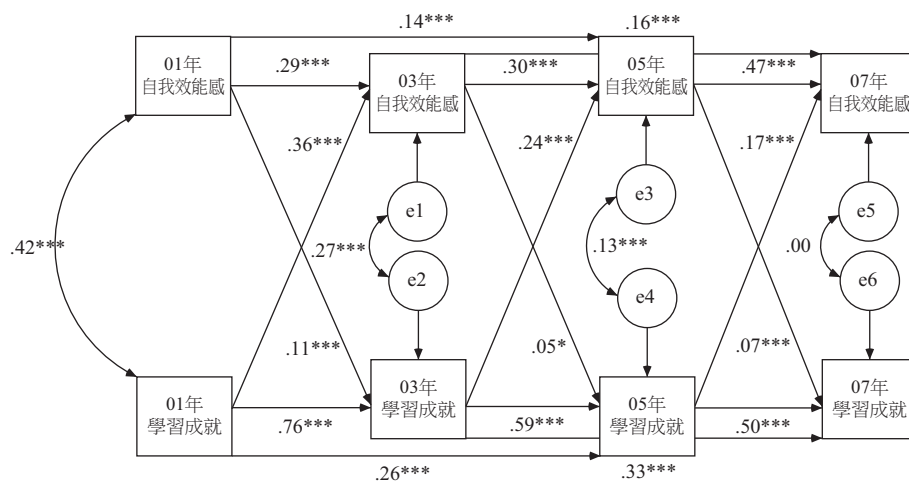 .14***
.16***
01年
自我效能感
.29***
03年
自我效能感
.30***
05年
自我效能感
.47***
07年
自我效能感
.36***
.24***
.17***
e1
e3
e5
.42***
.27***
.13***
.00
e2
e4
e6
.11***
.05*
.07***
01年
學習成就
.76***
03年
學習成就
.59***
05年
學習成就
.50***
07年
學習成就
.26***
.33***